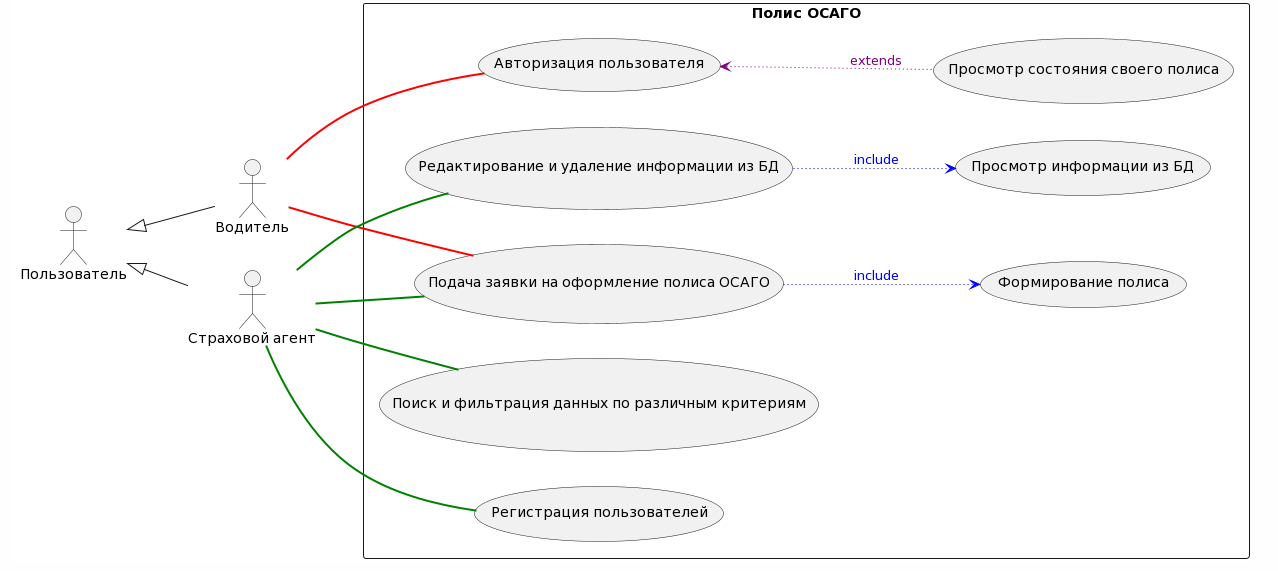 Полис ОСАГО
Авторизация пользователя
extends
Просмотр состояния своего полиса
Редактирование и удаление информации из БД
include
Просмотр информации из БД
Водитель
Пользователь
Подача заявки на оформление полиса ОСАГО
include
Формирование полиса
Страховой агент
Поиск и фильтрация данных по различным критериям
Регистрация пользователей